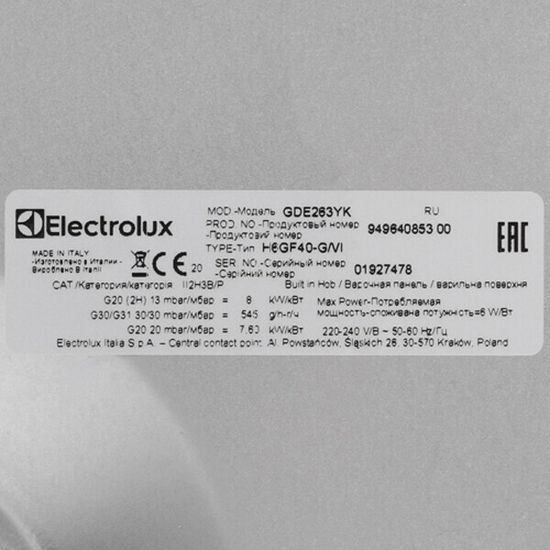 Electrolux
MOD.-Модель GDE263YK RU
PROD. NO.-Продуктовый номер
-Продуктовий номер 949640853 00
TYPE-Тип H6GF40-G/VI
SER NO.-Серийный номер
-Серійний номер 01927478
MADE IN ITALY
-Изготовлено в Италии -
Вироблено В Італії
CE 20
EAC
CAT./Категория/категорія II2H3B/P Built in Hob / Варочная панель / варильна поверхня
G20 (2H) 13 mbar/мбар = 8 kW/кВт
G30/G31 30/30 mbar/мбар = 545 g/h-г/ч
G20 20 mbar/мбар = 7,60 kW/кВт
Max Power-Потребляемая
мощность-споживана потужність=6 W/Вт
220-240 V/В ~ 50-60 Hz/Гц
Electrolux Italia S.p.A. – Central contact point: Al. Powstańców, Śląskich 26, 30-570 Kraków, Poland